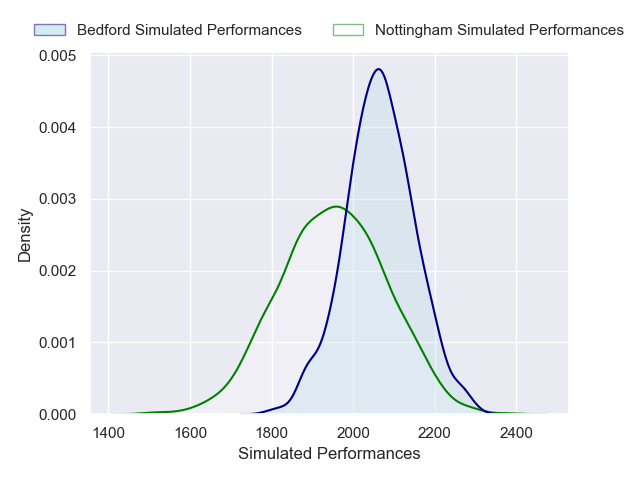 Bedford Simulated Performances Nottingham Simulated Performances
0.005
0.004
0.003
0.002
0.001
0.000
Density
1400 1600 1800 2000 2200 2400
Simulated Performances